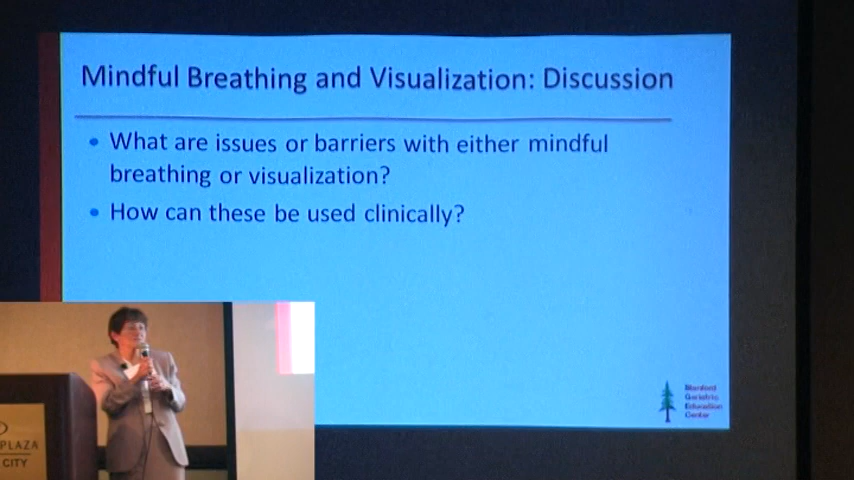 Mindful Breathing and Visualization: Discussion
• What are issues or barriers with either mindful
breathing or visualization?
• How can these be used clinically?
Stanford
Geriatric
Education
Center
PLAZA
CITY